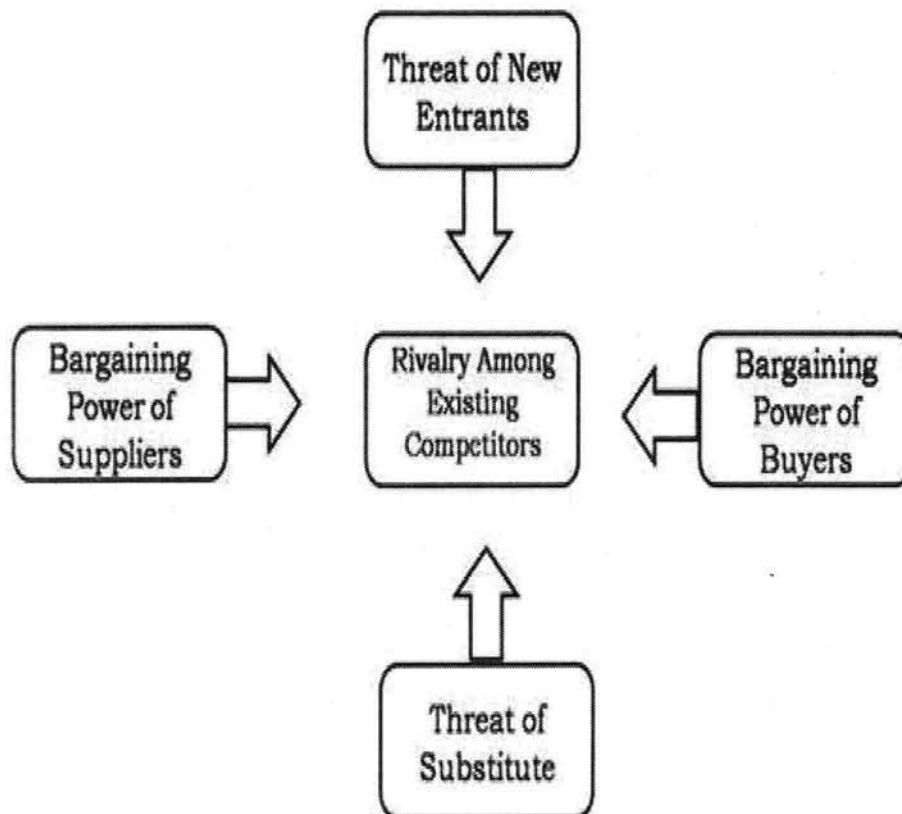 Threat of New
Entrants
Bargaining
Power of
Suppliers
Rivalry Among
Existing
Competitors
Bargaining
Power of
Buyers
Threat of
Substitute